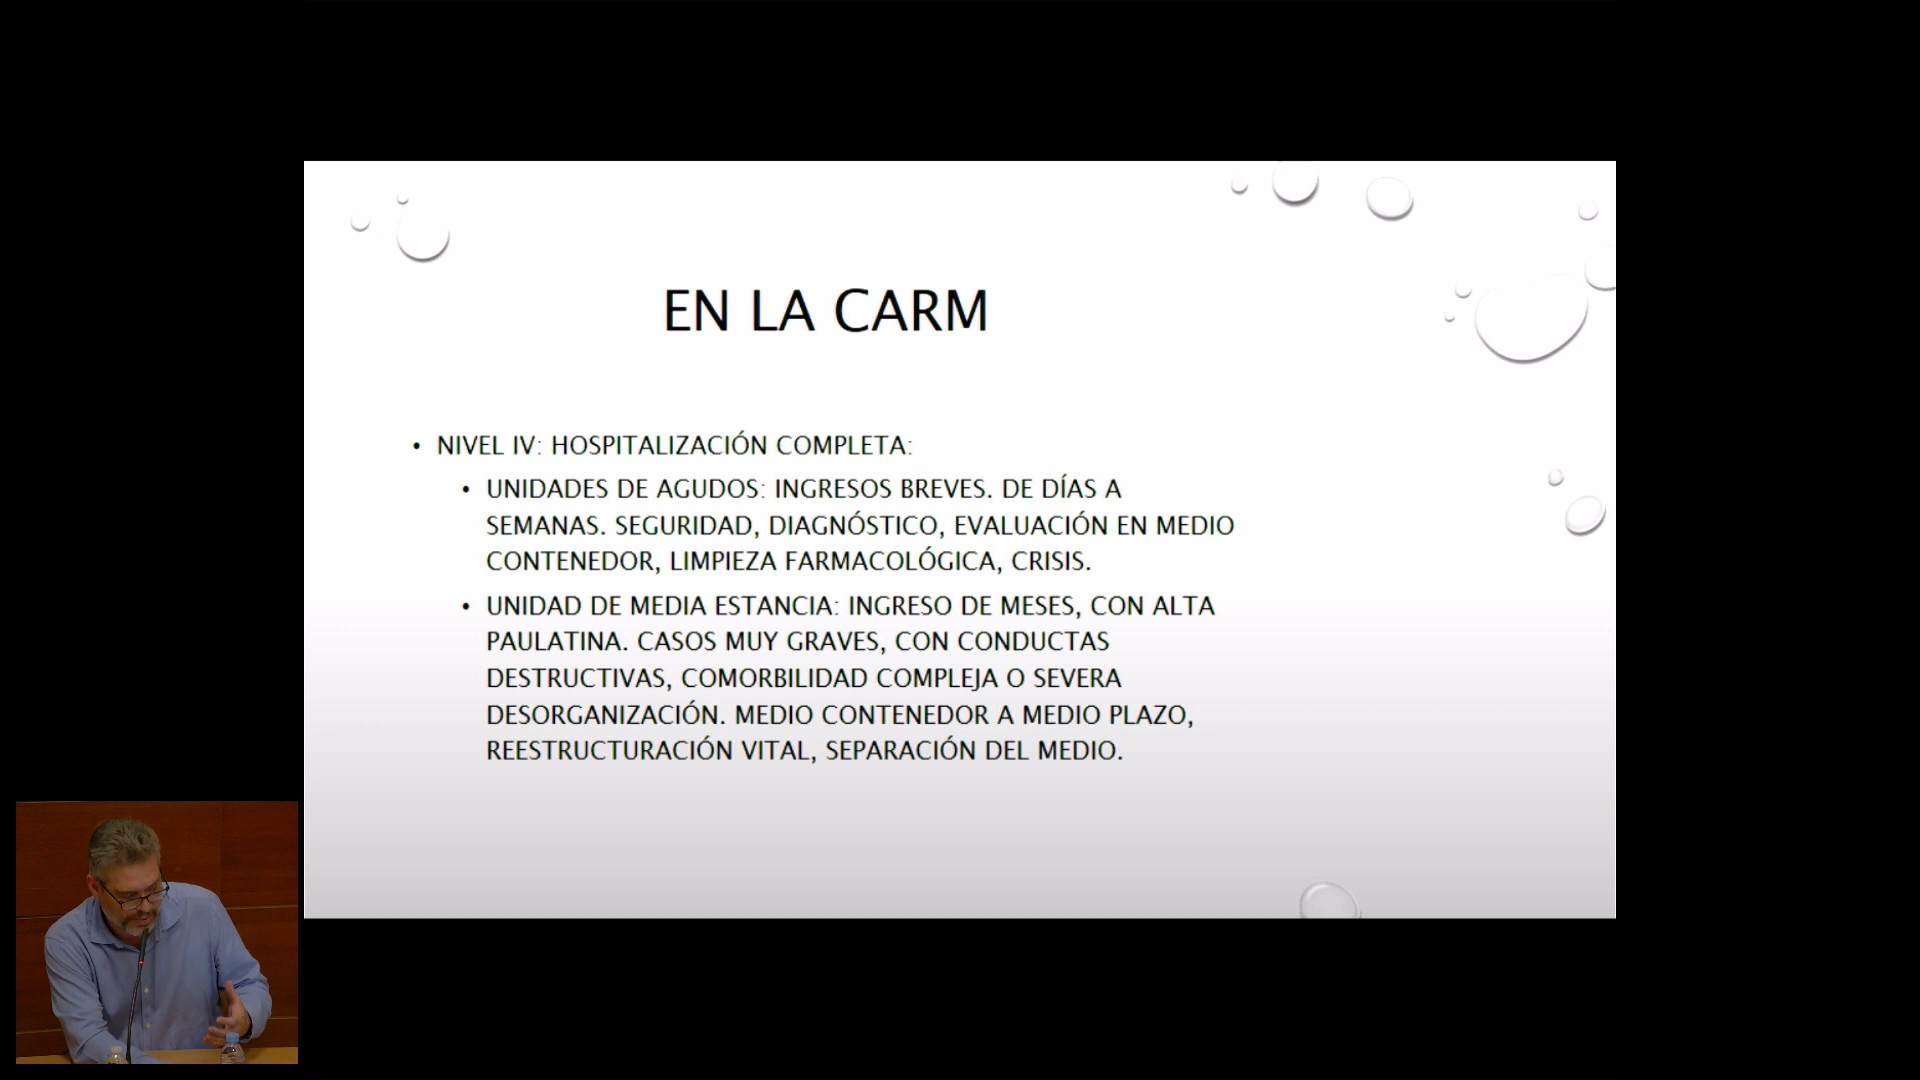 EN LA CARM
• NIVEL IV: HOSPITALIZACIÓN COMPLETA:
• UNIDADES DE AGUDOS: INGRESOS BREVES. DE DÍAS A
SEMANAS. SEGURIDAD, DIAGNÓSTICO, EVALUACIÓN EN MEDIO
CONTENEDOR, LIMPIEZA FARMACOLÓGICA, CRISIS.
• UNIDAD DE MEDIA ESTANCIA: INGRESO DE MESES, CON ALTA
PAULATINA. CASOS MUY GRAVES, CON CONDUCTAS
DESTRUCTIVAS, COMORBILIDAD COMPLEJA O SEVERA
DESORGANIZACIÓN. MEDIO CONTENEDOR A MEDIO PLAZO,
REESTRUCTURACIÓN VITAL, SEPARACIÓN DEL MEDIO.